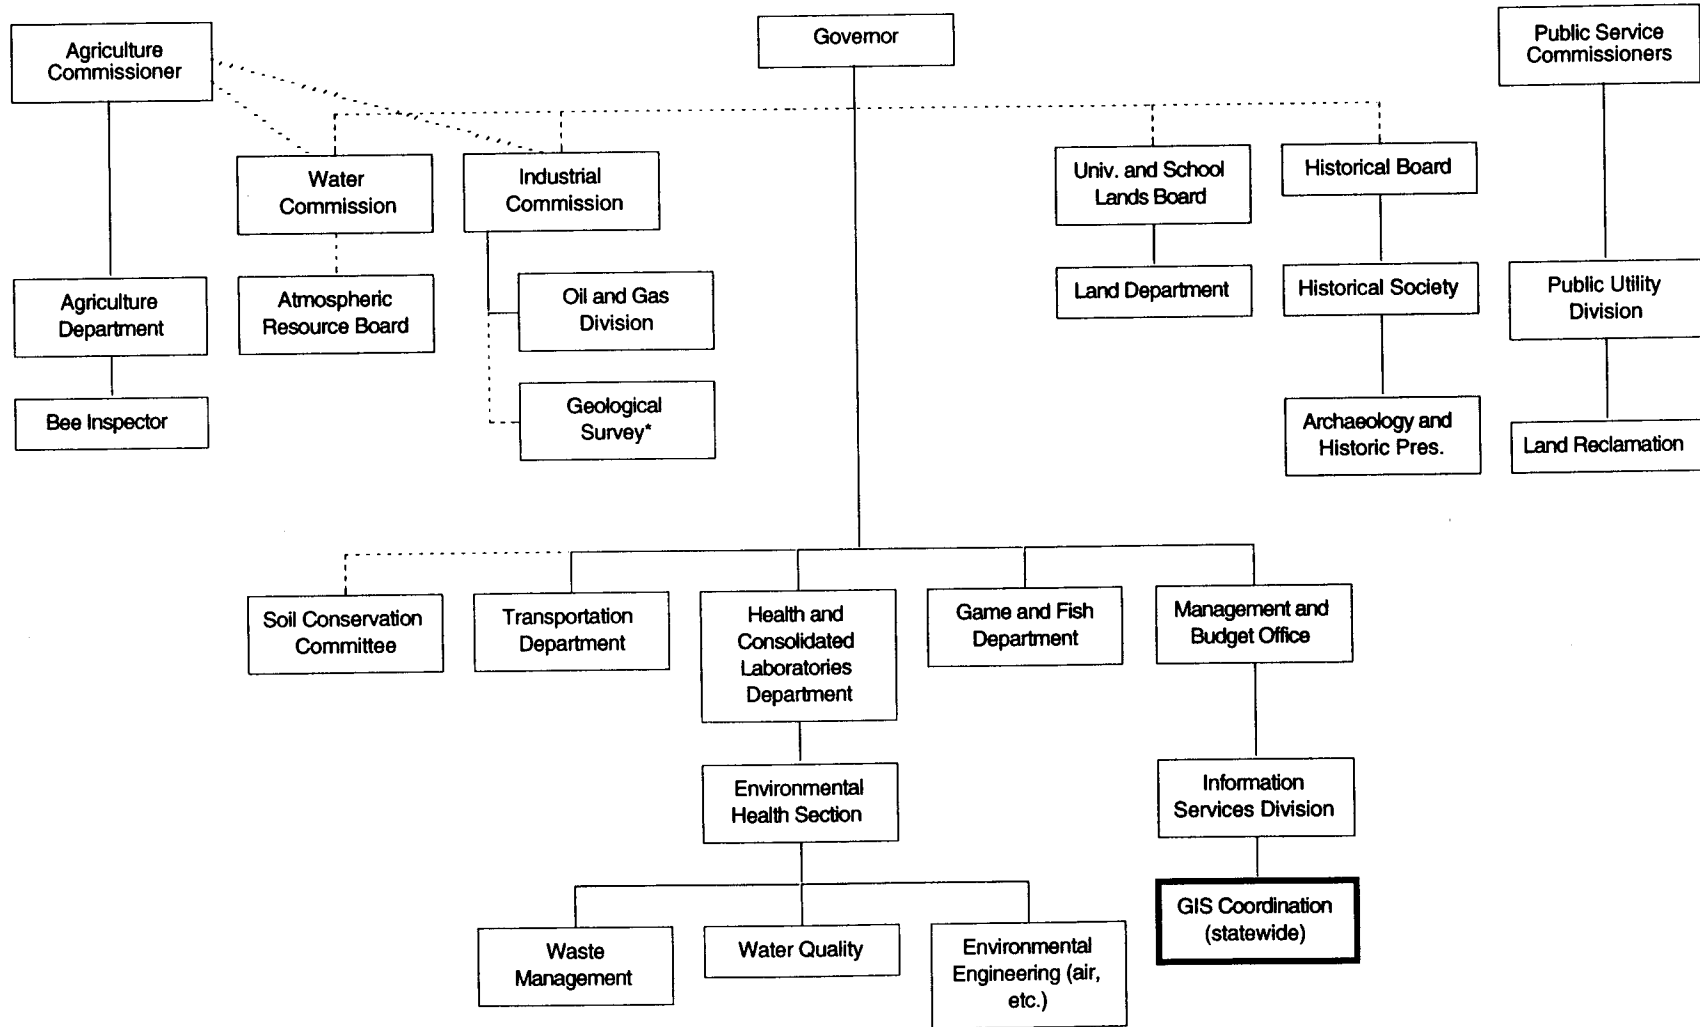 Agriculture
Commissioner
Governor
Public Service
Commissioners
Water
Commission
Industrial
Commission
Univ. and School
Lands Board
Historical Board
Agriculture
Department
Atmospheric
Resource Board
Oil and Gas
Division
Land Department
Historical Society
Public Utility
Division
Bee Inspector
Geological
Survey*
Archaeology and
Historic Pres.
Land Reclamation
Soil Conservation
Committee
Transportation
Department
Health and
Consolidated
Laboratories
Department
Game and Fish
Department
Management and
Budget Office
Environmental
Health Section
Information
Services Division
Waste
Management
Water Quality
Environmental
Engineering (air,
etc.)
GIS Coordination
(statewide)